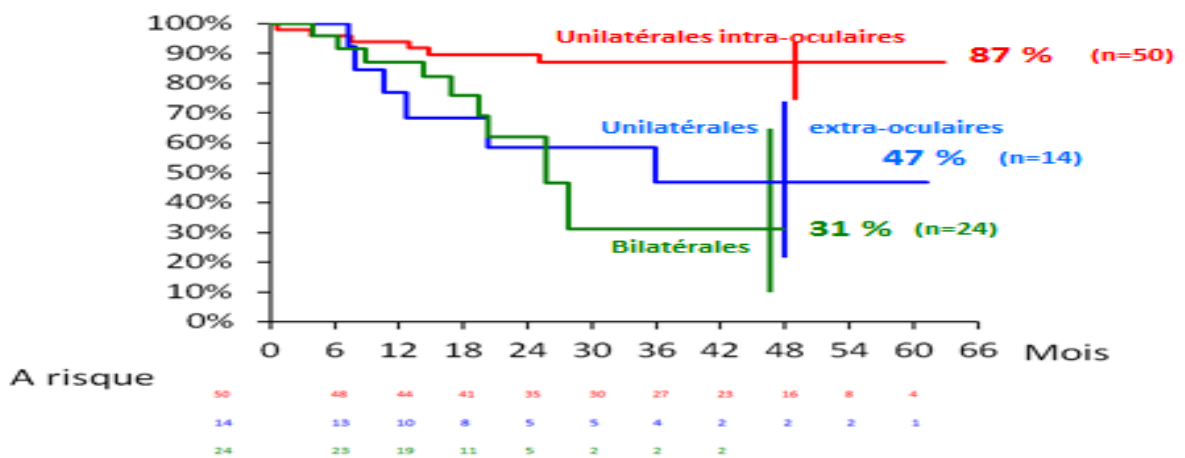 100%
90%
80%
70%
60%
50%
40%
30%
20%
10%
0%
Unilatérales intra-oculaires
87 % (n=50)
Unilatérales extra-oculaires
47 % (n=14)
31 % (n=24)
Bilatérales
0 6 12 18 24 30 36 42 48 54 60 66 Mois
A risque
50 48 44 41 35 30 27 23 16 8 4
14 13 10 8 5 5 4 2 2 2 1
24 23 19 11 5 2 2 2